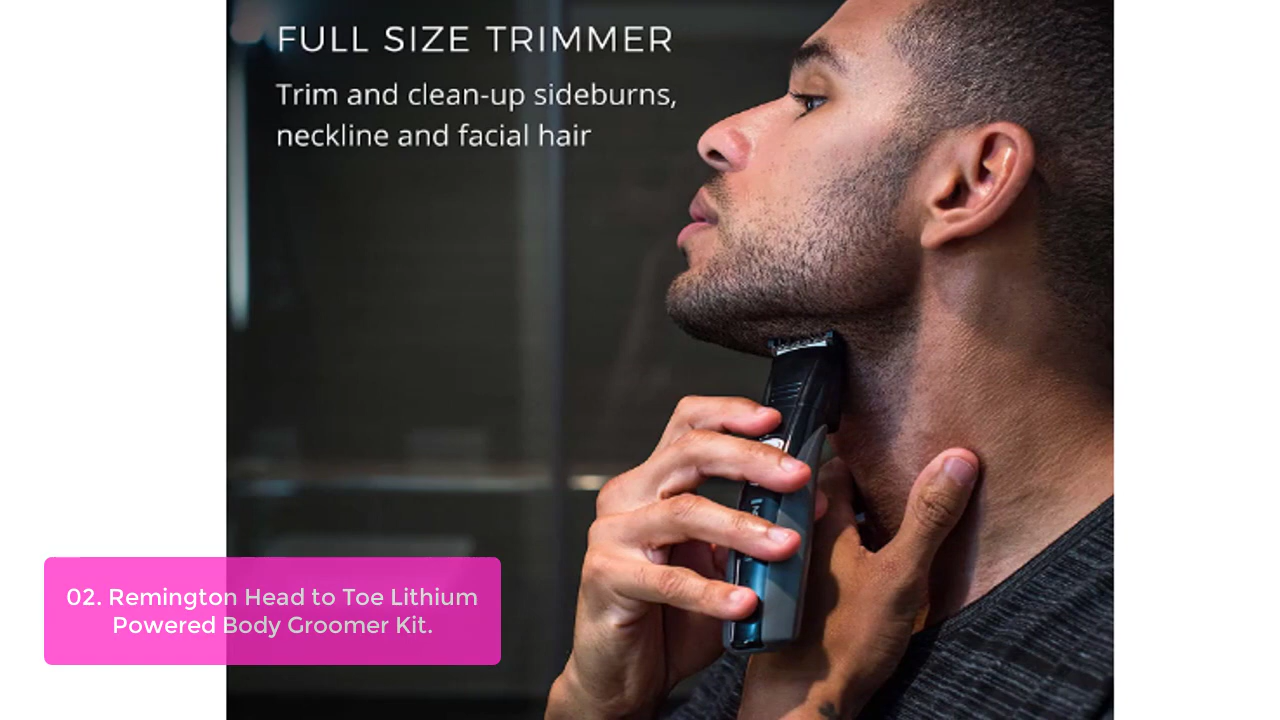 FULL SIZE TRIMMER
Trim and clean-up sideburns,
neckline and facial hair
02. Remington Head to Toe Lithium
Powered Body Groomer Kit.